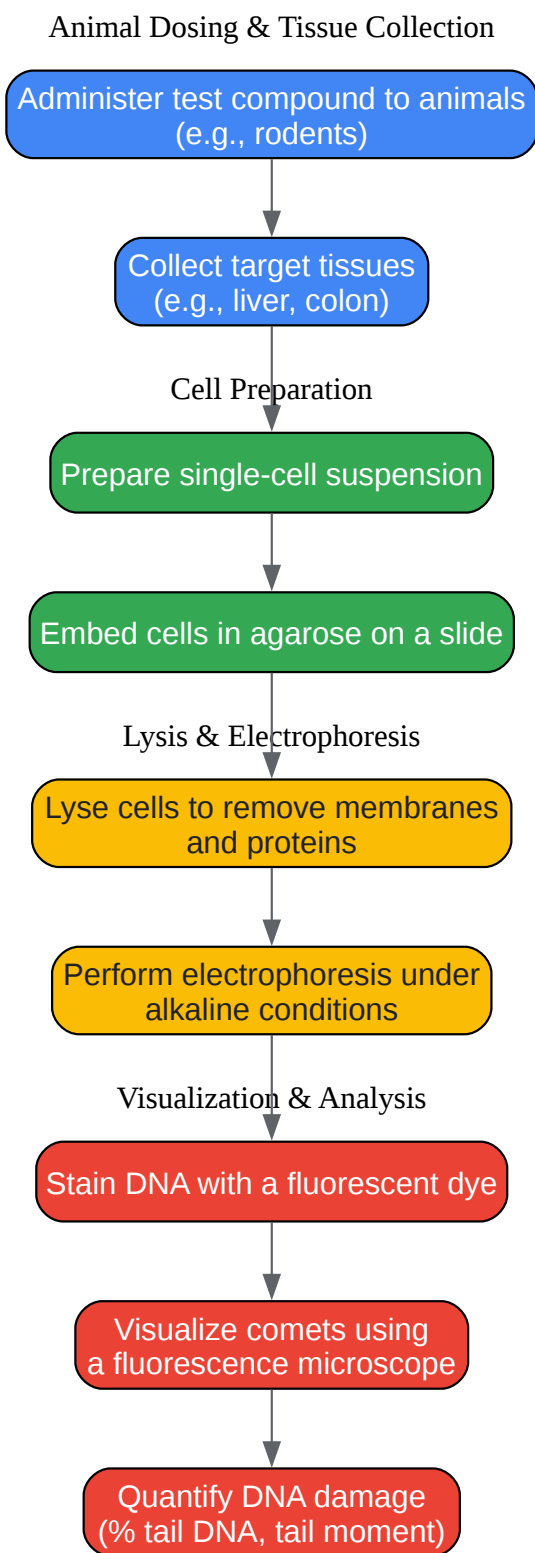 Animal Dosing & Tissue Collection
Administer test compound to animals
(e.g., rodents)
Collect target tissues
(e.g., liver, colon)
Cell Preparation
Prepare single-cell suspension
Embed cells in agarose on a slide
Lysis & Electrophoresis
Lyse cells to remove membranes
and proteins
Perform electrophoresis under
alkaline conditions
Visualization & Analysis
Stain DNA with a fluorescent dye
Visualize comets using
a fluorescence microscope
Quantify DNA damage
(% tail DNA, tail moment)